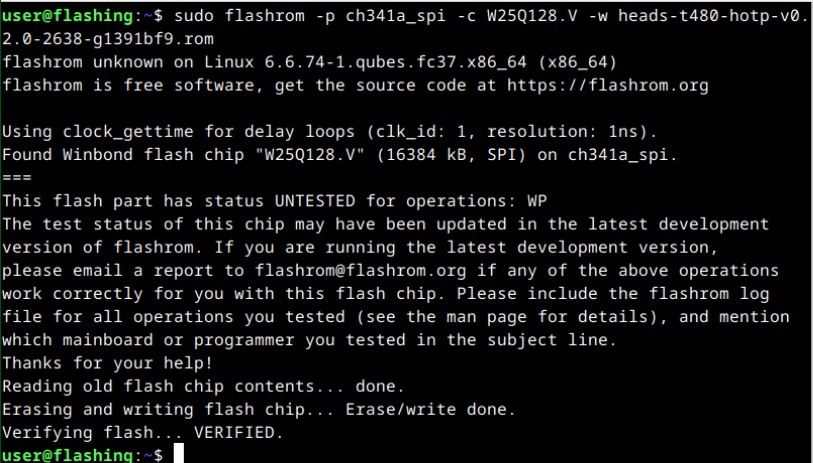 user@flashing:~$ sudo flashrom -p ch341a_spi -c W25Q128.V -w heads-t480-hotp-v0.
2.0-2638-g1391bf9.rom
flashrom unknown on Linux 6.6.74-1.qubes.fc37.x86_64 (x86_64)
flashrom is free software, get the source code at https://flashrom.org

Using clock_gettime for delay loops (clk_id: 1, resolution: 1ns).
Found Winbond flash chip "W25Q128.V" (16384 kB, SPI) on ch341a_spi.
===
This flash part has status UNTESTED for operations: WP
The test status of this chip may have been updated in the latest development
version of flashrom. If you are running the latest development version,
please email a report to flashrom@flashrom.org if any of the above operations
work correctly for you with this flash chip. Please include the flashrom log
file for all operations you tested (see the man page for details), and mention
which mainboard or programmer you tested in the subject line.
Thanks for your help!
Reading old flash chip contents... done.
Erasing and writing flash chip... Erase/write done.
Verifying flash... VERIFIED.
user@flashing:~$